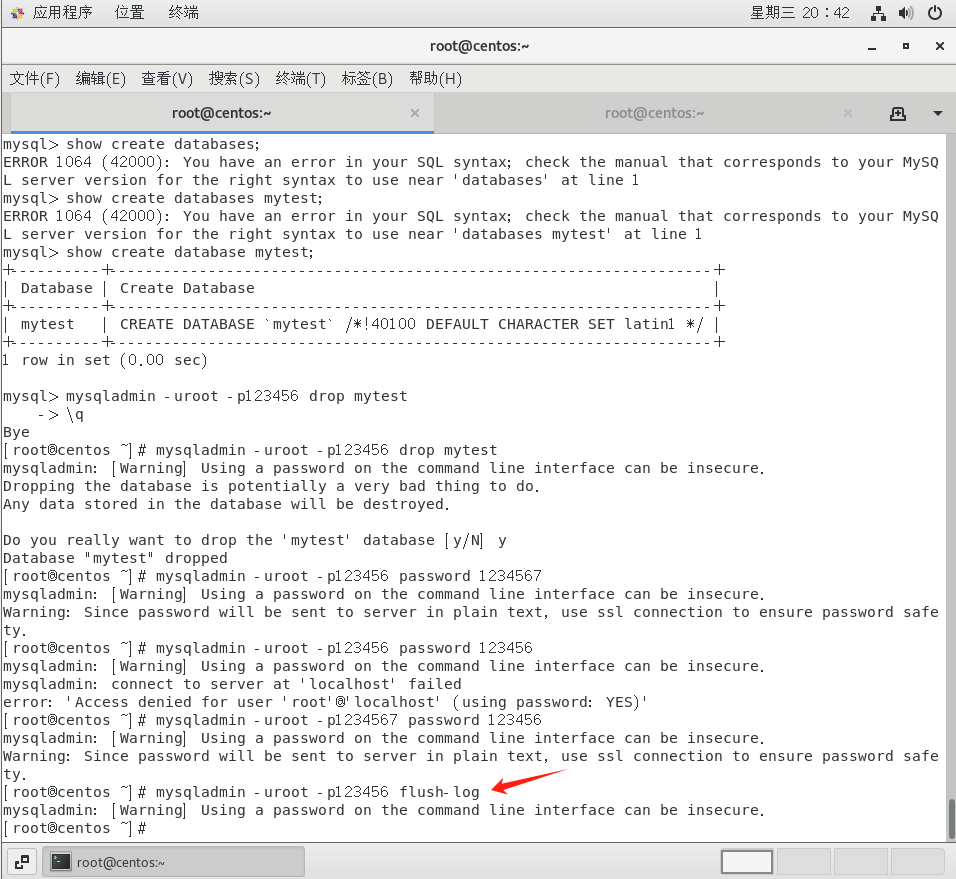 应用程序 位置 终端 星期三 20：42
root@centos:~
文件(F) 编辑(E) 查看(V) 搜索(S) 终端(T) 标签(B) 帮助(H)
root@centos:~ × root@centos:~ ×
mysql> show create databases;
ERROR 1064 (42000): You have an error in your SQL syntax; check the manual that corresponds to your MySQ
L server version for the right syntax to use near 'databases' at line 1
mysql> show create databases mytest;
ERROR 1064 (42000): You have an error in your SQL syntax; check the manual that corresponds to your MySQ
L server version for the right syntax to use near 'databases mytest' at line 1
mysql> show create database mytest;
+----------+-------------------------------------------------------------------+
| Database | Create Database                                                   |
+----------+-------------------------------------------------------------------+
| mytest   | CREATE DATABASE `mytest` /*!40100 DEFAULT CHARACTER SET latin1 */ |
+----------+-------------------------------------------------------------------+
1 row in set (0.00 sec)

mysql> mysqladmin -uroot -p123456 drop mytest
    -> \q
Bye
[root@centos ~]# mysqladmin -uroot -p123456 drop mytest
mysqladmin: [Warning] Using a password on the command line interface can be insecure.
Dropping the database is potentially a very bad thing to do.
Any data stored in the database will be destroyed.

Do you really want to drop the 'mytest' database [y/N] y
Database "mytest" dropped
[root@centos ~]# mysqladmin -uroot -p123456 password 1234567
mysqladmin: [Warning] Using a password on the command line interface can be insecure.
Warning: Since password will be sent to server in plain text, use ssl connection to ensure password safe
ty.
[root@centos ~]# mysqladmin -uroot -p123456 password 123456
mysqladmin: [Warning] Using a password on the command line interface can be insecure.
mysqladmin: connect to server at 'localhost' failed
error: 'Access denied for user 'root'@'localhost' (using password: YES)'
[root@centos ~]# mysqladmin -uroot -p1234567 password 123456
mysqladmin: [Warning] Using a password on the command line interface can be insecure.
Warning: Since password will be sent to server in plain text, use ssl connection to ensure password safe
ty.
[root@centos ~]# mysqladmin -uroot -p123456 flush-log
mysqladmin: [Warning] Using a password on the command line interface can be insecure.
[root@centos ~]#
root@centos:~